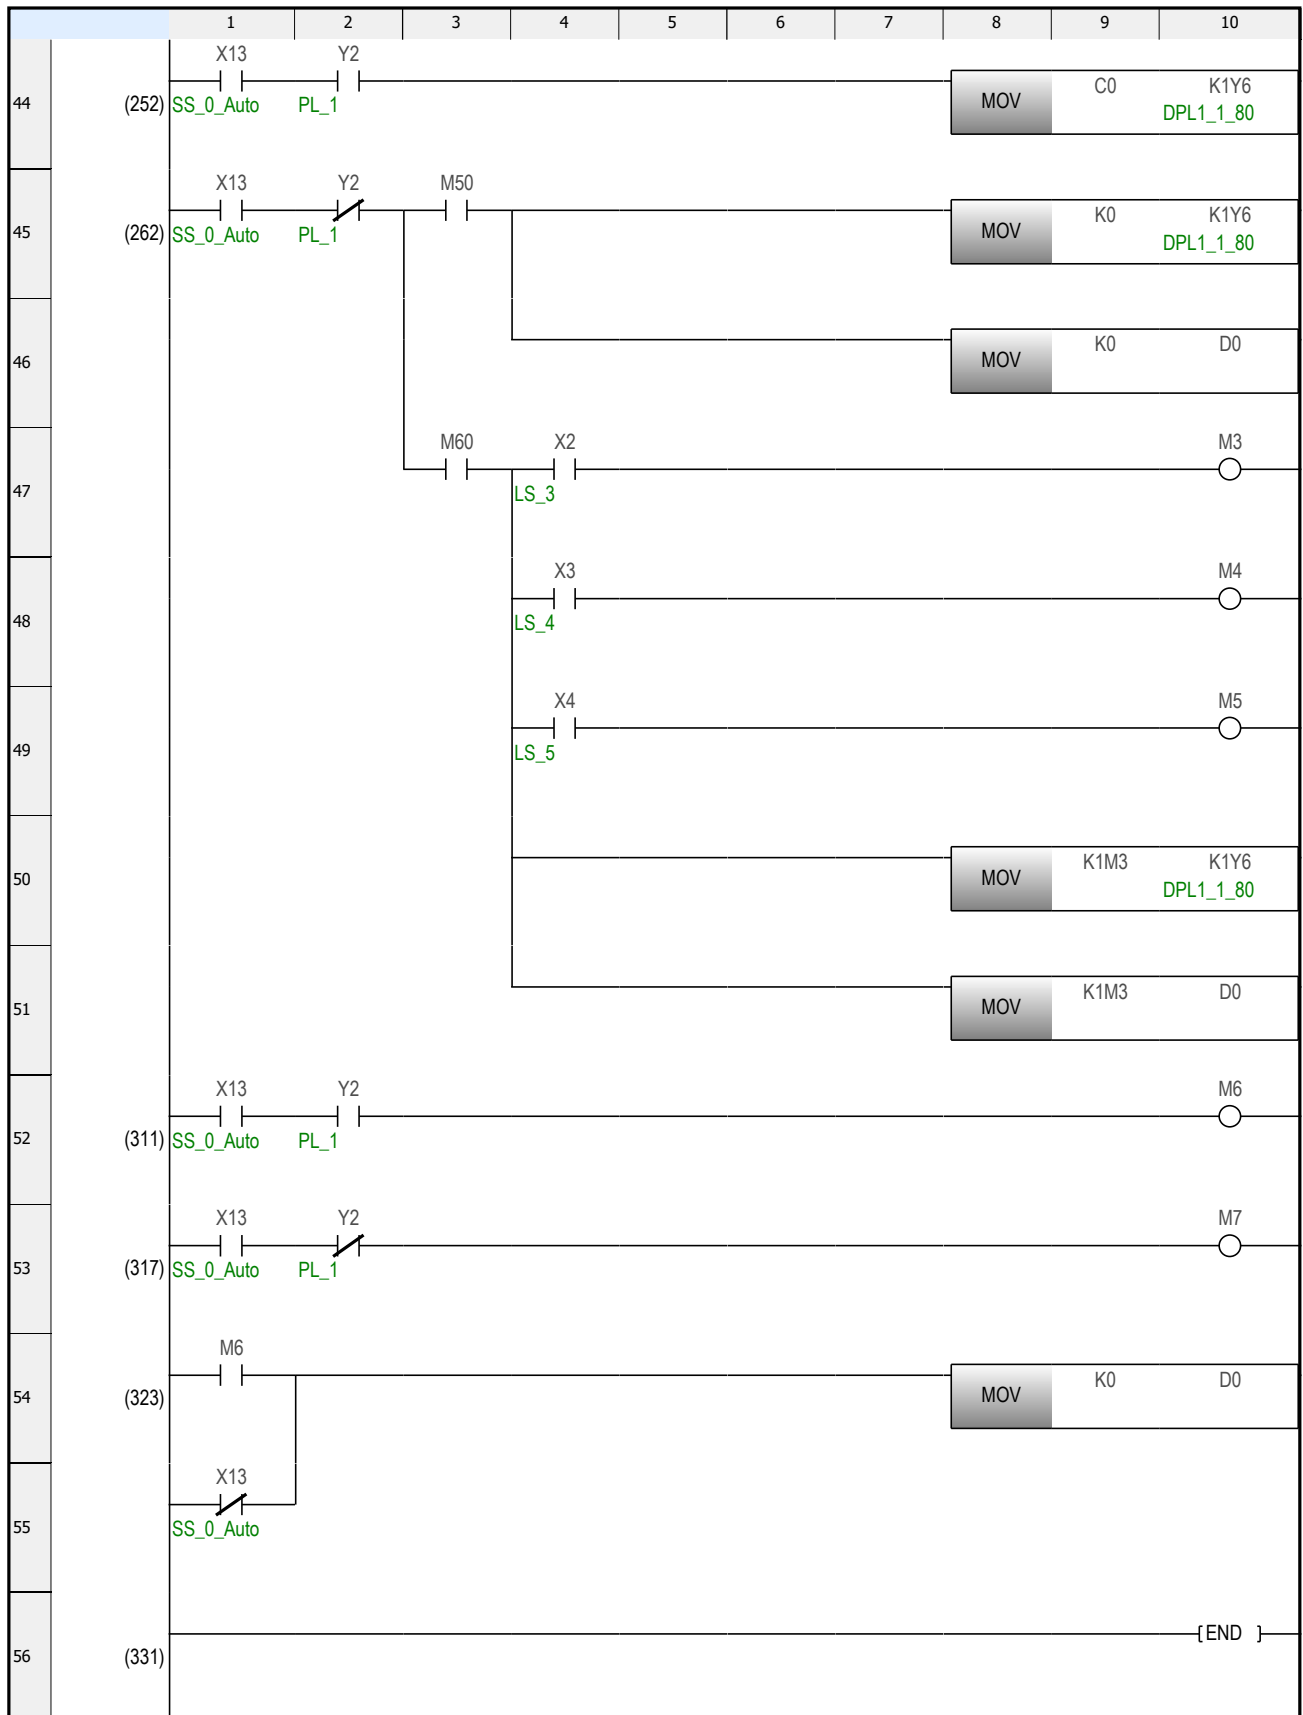 1 2 3 4 5 6 7 8 9 10
X13 Y2
44 (252) SS_0_Auto PL_1 MOV C0 K1Y6
DPL1_1_80
X13 Y2 M50
45 (262) SS_0_Auto PL_1 MOV K0 K1Y6
DPL1_1_80
46 MOV K0 D0
M60 X2 M3
47 LS_3
X3 M4
48 LS_4
X4 M5
49 LS_5
50 MOV K1M3 K1Y6
DPL1_1_80
51 MOV K1M3 D0
X13 Y2 M6
52 (311) SS_0_Auto PL_1
X13 Y2 M7
53 (317) SS_0_Auto PL_1
M6
54 (323) MOV K0 D0
X13
55 SS_0_Auto
56 (331) [END ]